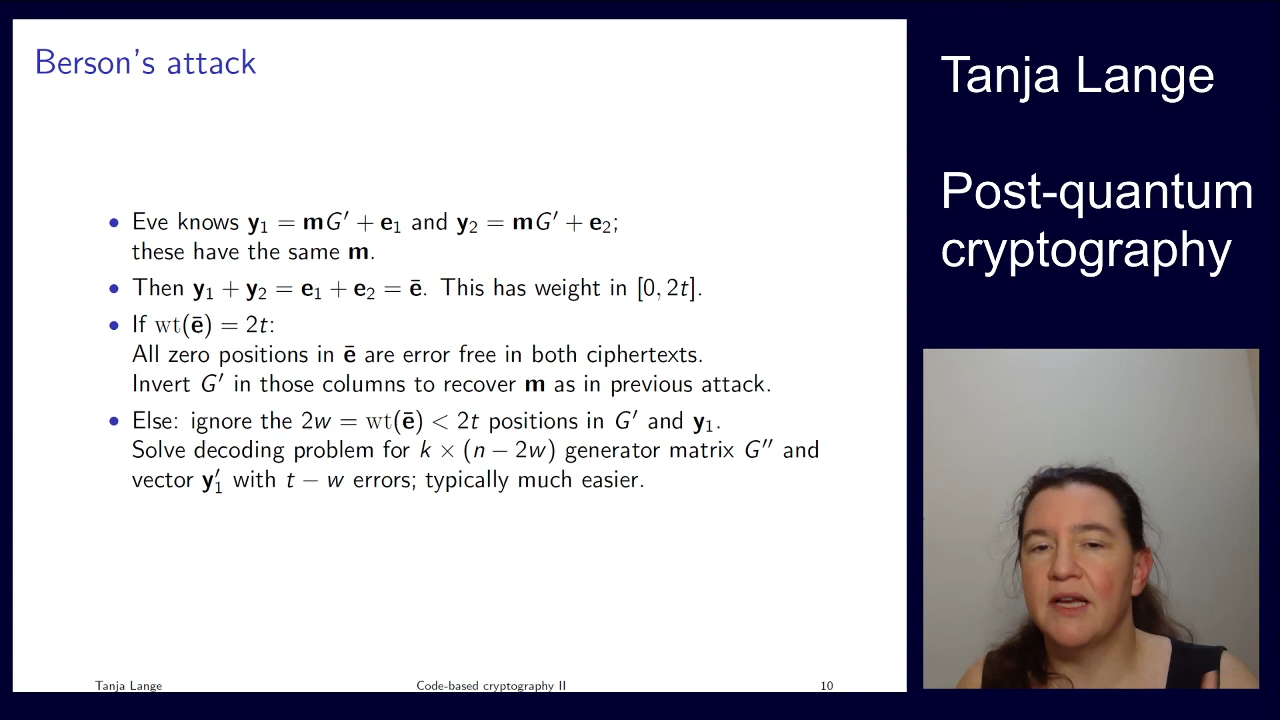 Berson's attack
• Eve knows y₁ = mG′ + e₁ and y₂ = mG′ + e₂;
these have the same m.
• Then y₁ + y₂ = e₁ + e₂ = ē. This has weight in [0, 2t].
• If wt(ē) = 2t:
All zero positions in ē are error free in both ciphertexts.
Invert G′ in those columns to recover m as in previous attack.
• Else: ignore the 2w = wt(ē) < 2t positions in G′ and y₁.
Solve decoding problem for k × (n − 2w) generator matrix G′′ and
vector y′₁ with t − w errors; typically much easier.
Tanja Lange
Code-based cryptography II
10
Tanja Lange
Post-quantum
cryptography